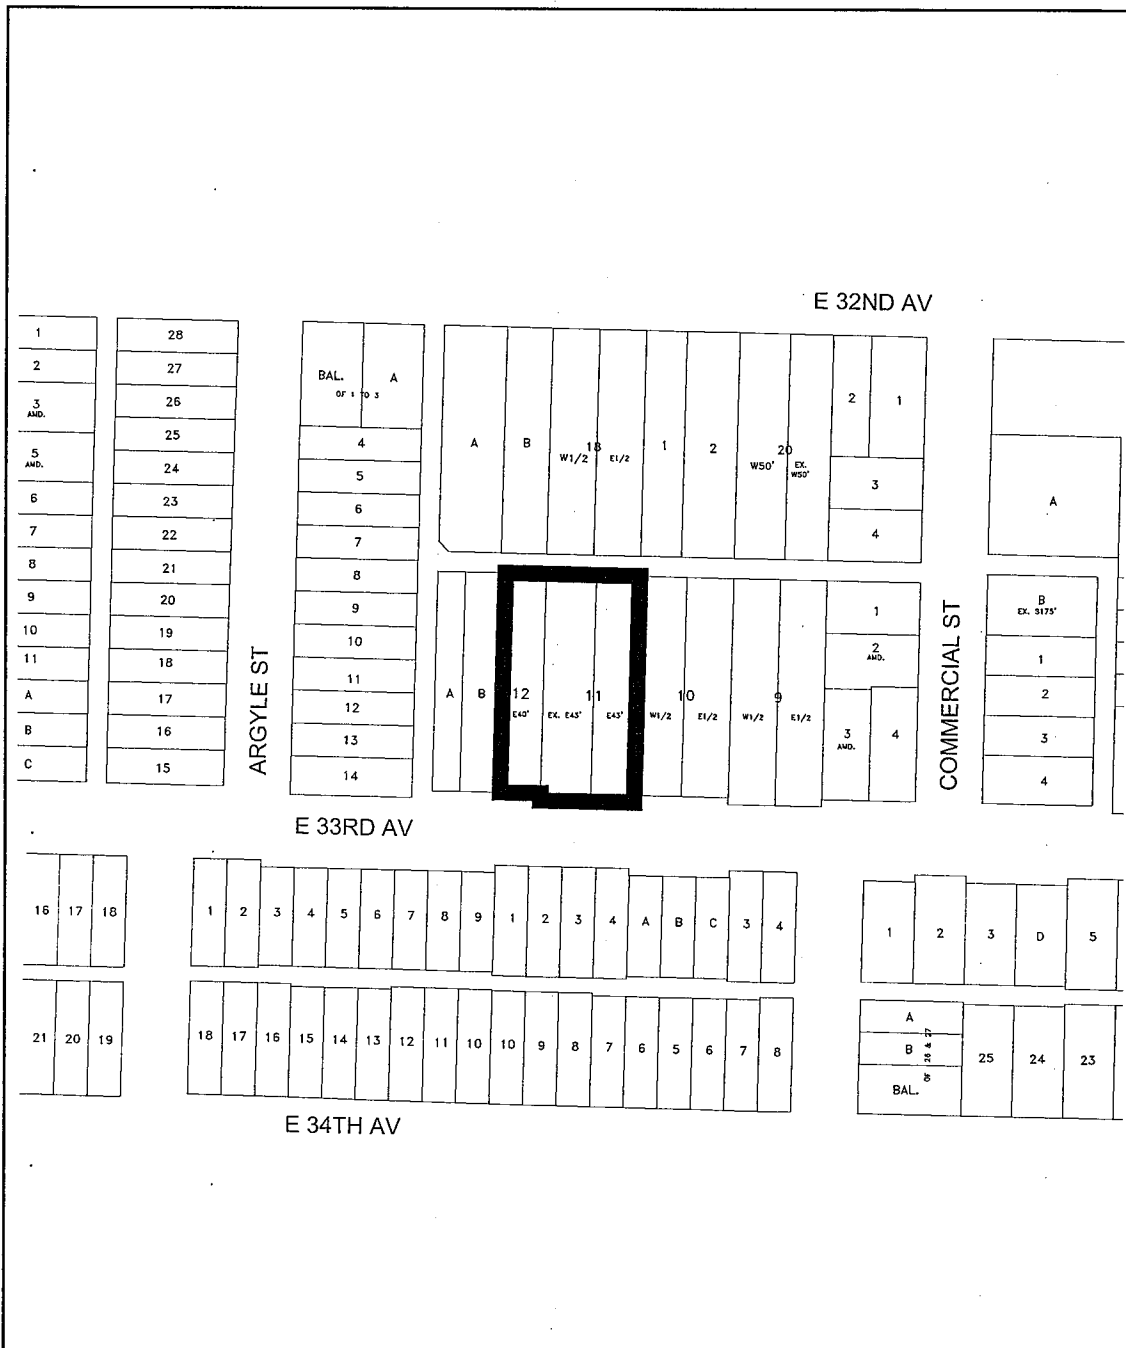 E 32ND AV
1
2
3
AMD.
5
AMD.
6
7
8
9
10
11
A
B
C
28
27
26
25
24
23
22
21
20
19
18
17
16
15
ARGYLE ST
BAL.
A
OF 1 TO 3
4
5
6
7
8
9
10
11
12
13
14
A
B
18
W1/2
E1/2
1
2
20
W50'
EX.
W50'
2
1
3
4
A
A
B
12
E40'
11
EX. E43'
E43'
10
W1/2
E1/2
9
W1/2
E1/2
1
2
AMD.
3
AMD.
4
COMMERCIAL ST
B
EX. S175'
1
2
3
4
E 33RD AV
16 17 18
1 2 3 4 5 6 7 8 9 1 2 3 4 A B C 3 4
1 2 3 D 5
21 20 19
18 17 16 15 14 13 12 11 10 10 9 8 7 6 5 6 7 8
A
B
BAL.
OF 26 & 27
25 24 23
E 34TH AV